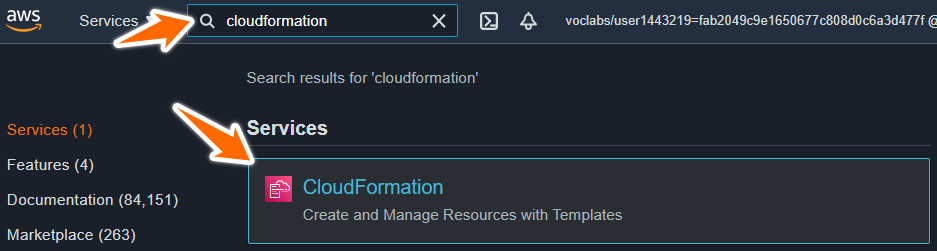 aws
Services
cloudformation
voclabs/user1443219=fab2049c9e1650677c808d0c6a3d477f @
Search results for 'cloudformation'
Services (1)
Features (4)
Documentation (84,151)
Marketplace (263)
Services
CloudFormation
Create and Manage Resources with Templates